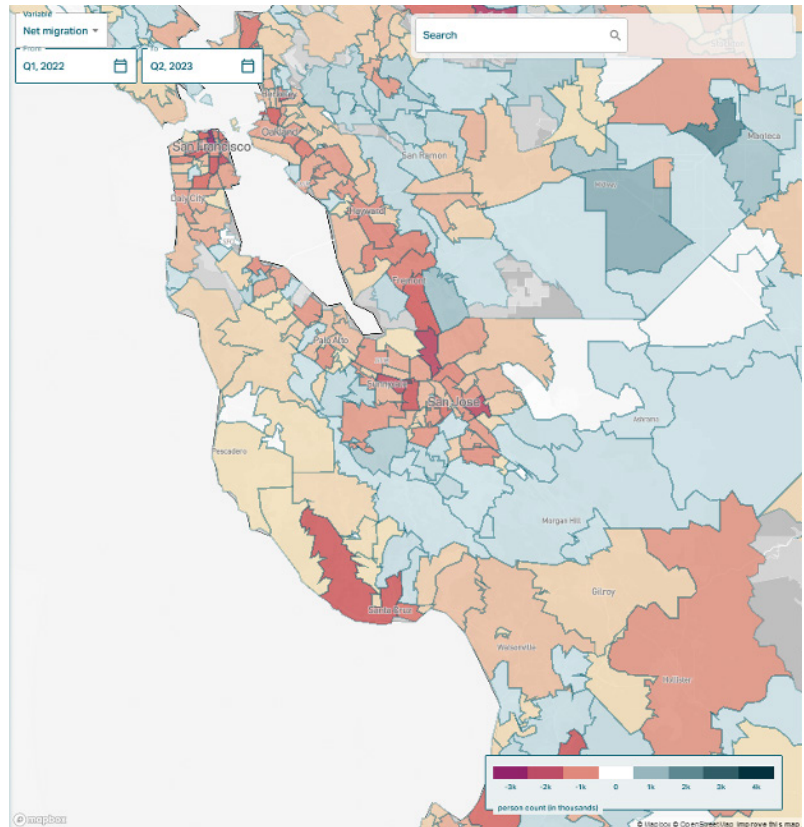 Variable
Net migration
From
Q1, 2022
To
Q2, 2023
Search
Berkeley
Oakland
San Francisco
Daly City
San Ramon
Manteca
Hayward
Fremont
Palo Alto
Sunnyvale
San Jose
Pescadero
Morgan Hill
Gilroy
Santa Cruz
Watsonville
Hollister
-3k -2k -1k 0 1k 2k 3k 4k
person count (in thousands)
mapbox
© Mapbox © OpenStreetMap Improve this map